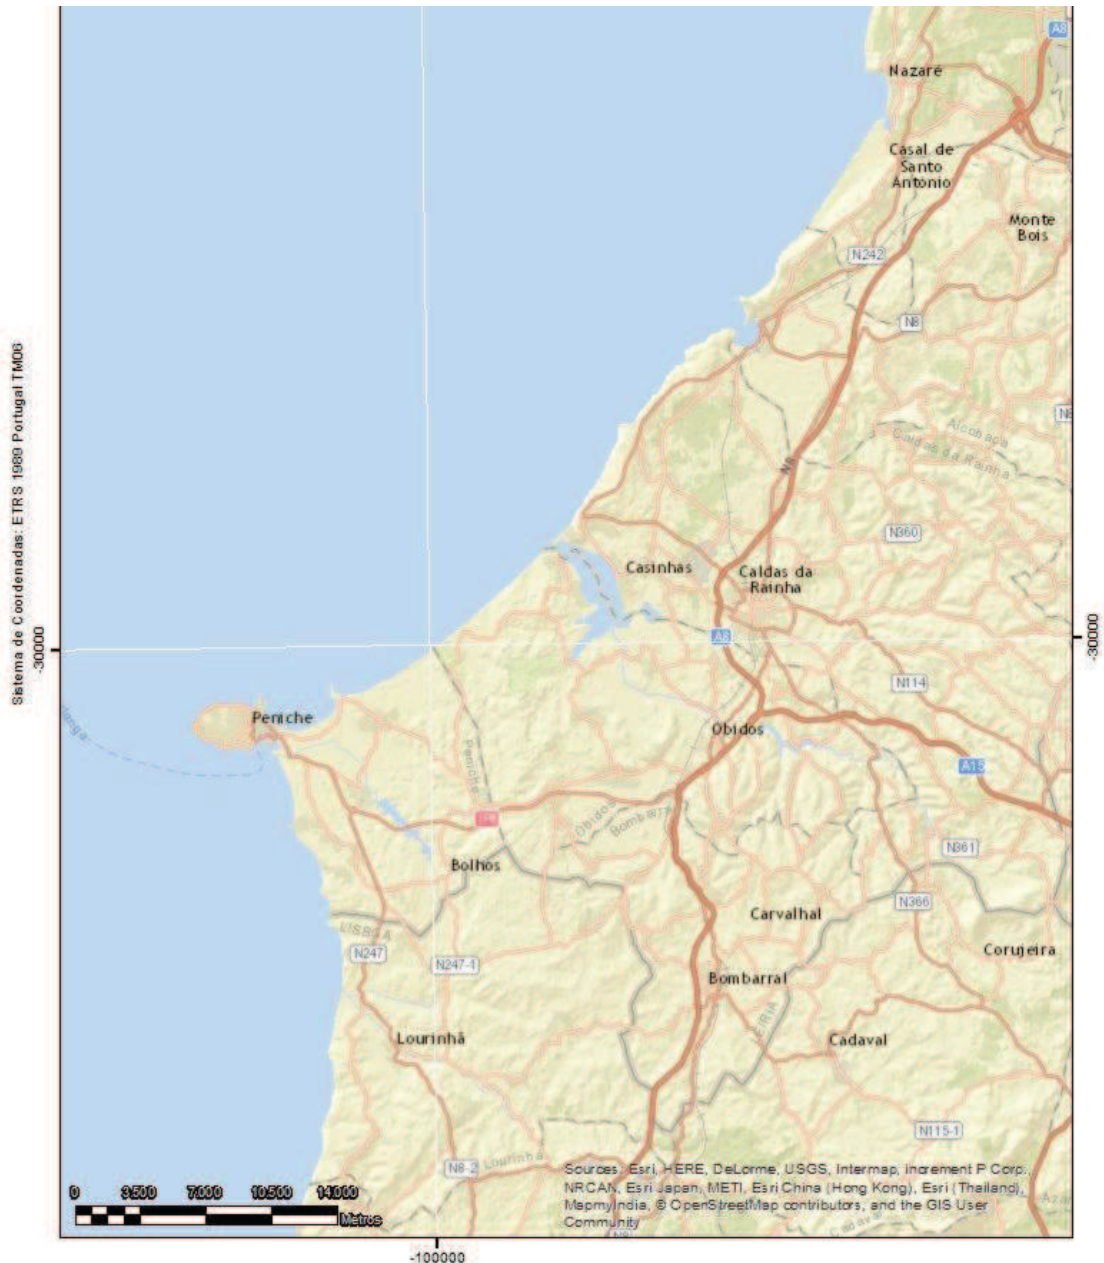 A8
Nazaré
Casal de
Santo
António
Monte
Bois
N242
N8
Alcobaça
Caldas da Rainha
N8
N360
Casinhas
Caldas da
Rainha
Sistema de Coordenadas: ETRS 1989 Portugal TM06
-30000
-30000
A8
N114
Peniche
Óbidos
Peniche
A15
Óbidos
Bombarral
N361
Bolhos
N366
Carvalhal
LISBOA
N247
N247-1
Corujeira
Bombarral
LEIRIA
Lourinhã
Cadaval
N115-1
N8-2
Lourinhã
Sources: Esri, HERE, DeLorme, USGS, Intermap, increment P Corp.,
NRCAN, Esri Japan, METI, Esri China (Hong Kong), Esri (Thailand),
MapmyIndia, © OpenStreetMap contributors, and the GIS User
Community
0 3.500 7.000 10.500 14.000
Metros
Cadaval
-100000